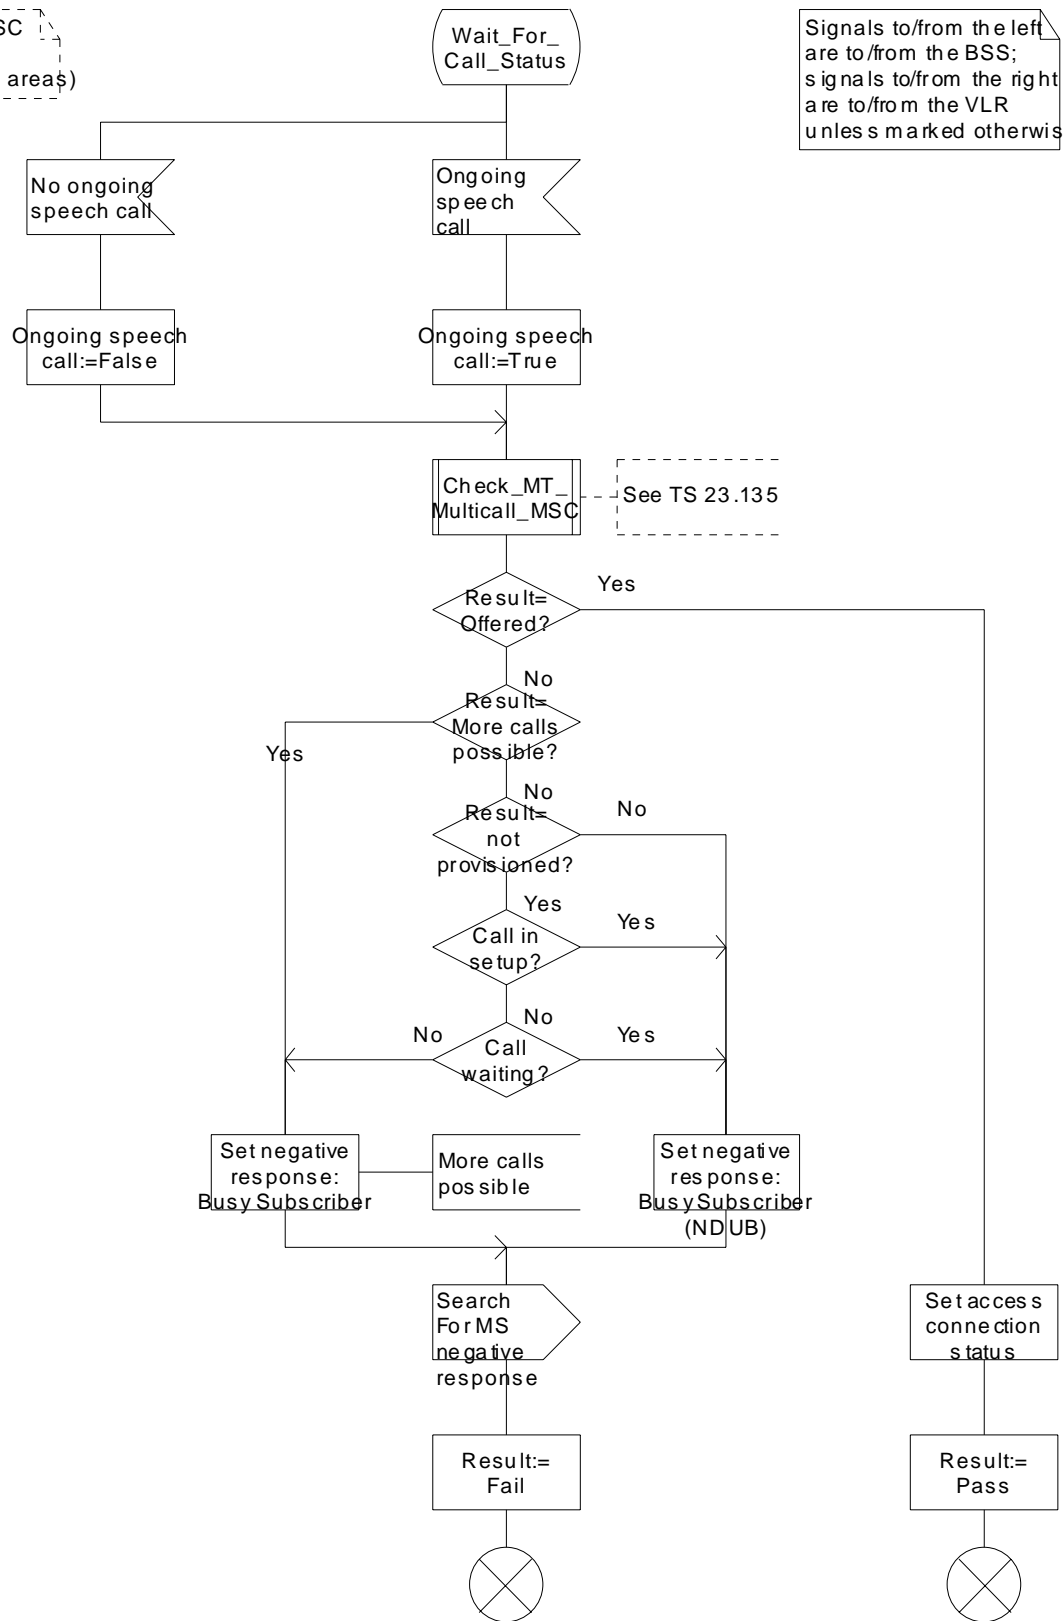 SC
areas)
Wait_For_
Call_Status
Signals to/from the left
are to/from the BSS;
signals to/from the right
are to/from the VLR
unless marked otherwis
No ongoing
speech call
Ongoing
speech
call
Ongoing speech
call:=False
Ongoing speech
call:=True
Check_MT_
Multicall_MSC
See TS 23.135
Result=
Offered?
Yes
No
Result=
More calls
possible?
Yes
No
Result=
not
provisioned?
No
Yes
Call in
setup?
Yes
No
Call
waiting?
No
Yes
Set negative
response:
Busy Subscriber
More calls
possible
Set negative
response:
Busy Subscriber
(NDUB)
Search
For MS
negative
response
Set access
connection
status
Result:=
Fail
Result:=
Pass